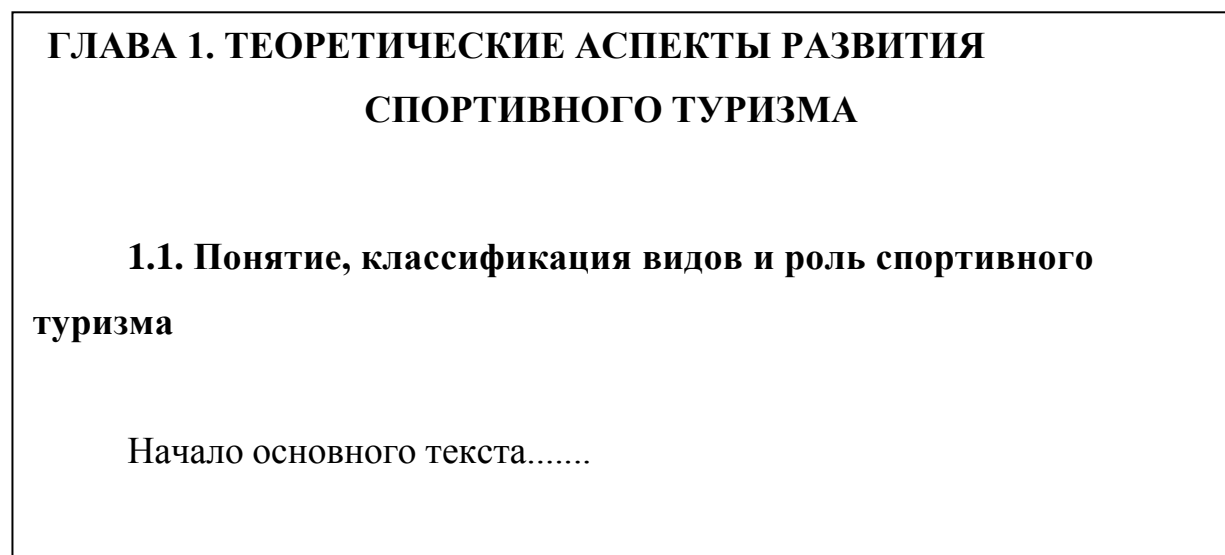 ГЛАВА 1. ТЕОРЕТИЧЕСКИЕ АСПЕКТЫ РАЗВИТИЯ
СПОРТИВНОГО ТУРИЗМА
1.1. Понятие, классификация видов и роль спортивного
туризма
Начало основного текста.......